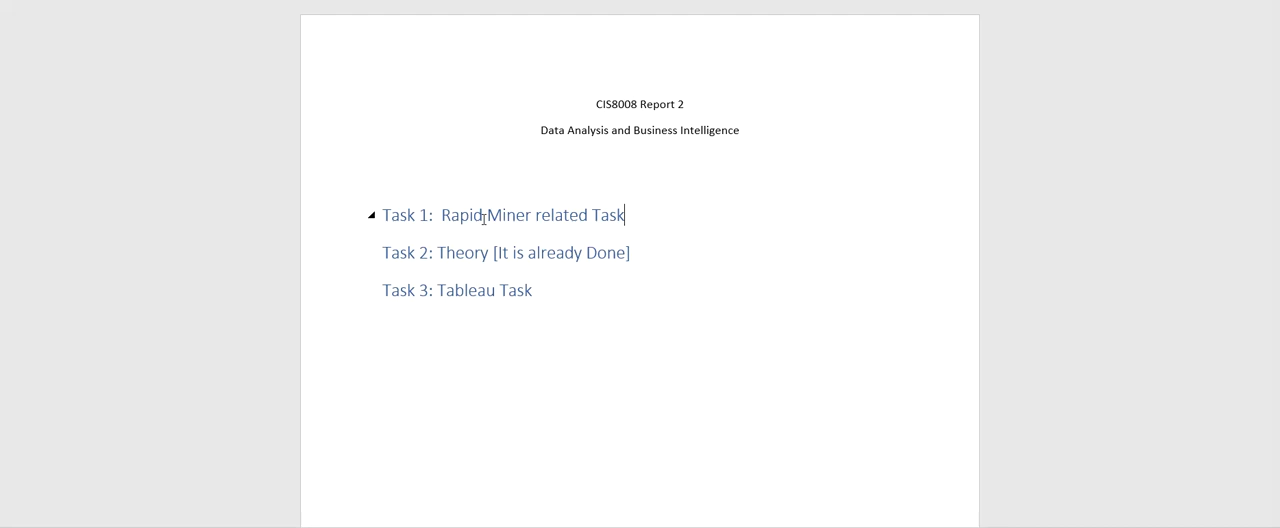 CIS8008 Report 2
Data Analysis and Business Intelligence
Task 1:  Rapid Miner related Task
Task 2: Theory [It is already Done]
Task 3: Tableau Task